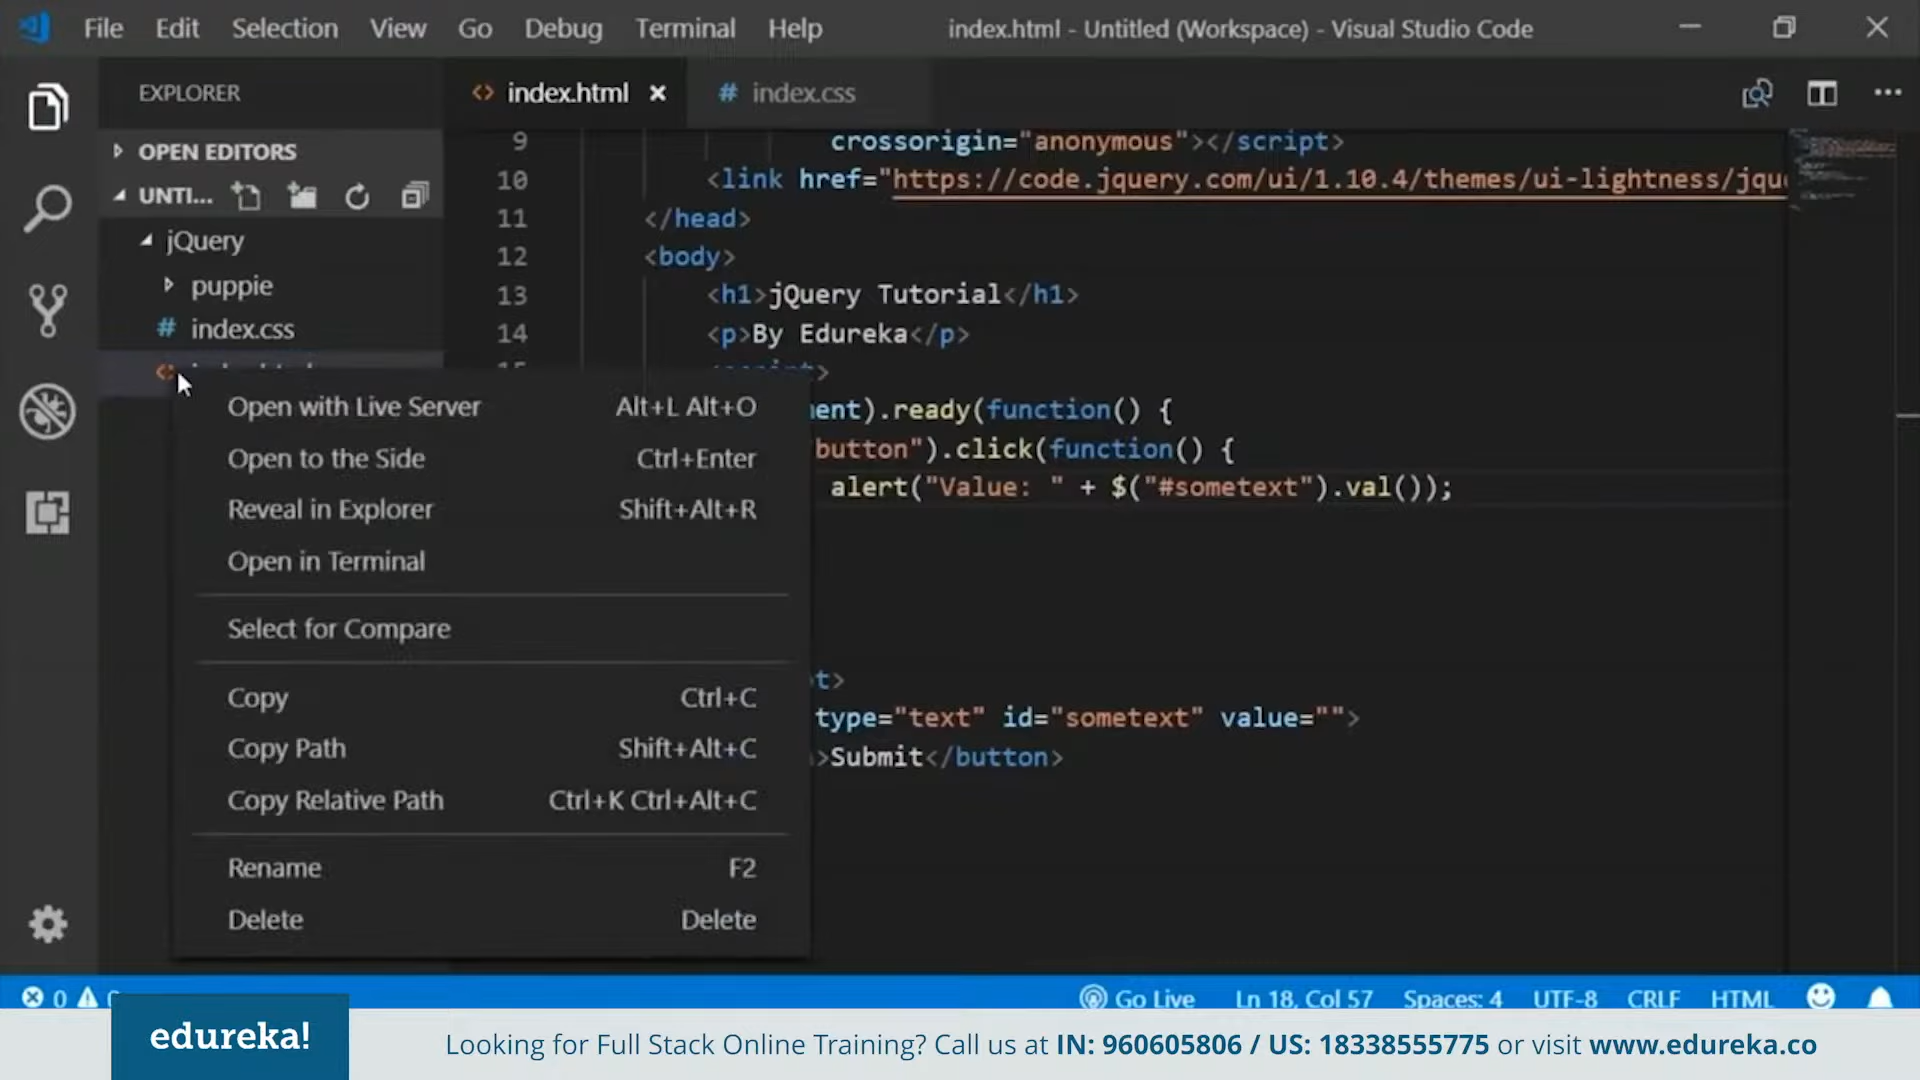 File Edit Selection View Go Debug Terminal Help index.html - Untitled (Workspace) - Visual Studio Code
EXPLORER
<> index.html × # index.css
OPEN EDITORS
UNTI...
jQuery
puppie
# index.css
9 crossorigin="anonymous"></script>
10 <link href="https://code.jquery.com/ui/1.10.4/themes/ui-lightness/jqu
11 </head>
12 <body>
13 <h1>jQuery Tutorial</h1>
14 <p>By Edureka</p>
ment).ready(function() {
button").click(function() {
alert("Value: " + $("#sometext").val());
t>
type="text" id="sometext" value="">
>Submit</button>
Open with Live Server Alt+L Alt+O
Open to the Side Ctrl+Enter
Reveal in Explorer Shift+Alt+R
Open in Terminal
Select for Compare
Copy Ctrl+C
Copy Path Shift+Alt+C
Copy Relative Path Ctrl+K Ctrl+Alt+C
Rename F2
Delete Delete
0 Go Live Ln 18, Col 57 Spaces: 4 UTF-8 CRLF HTML
edureka!
Looking for Full Stack Online Training? Call us at IN: 960605806 / US: 18338555775 or visit www.edureka.co